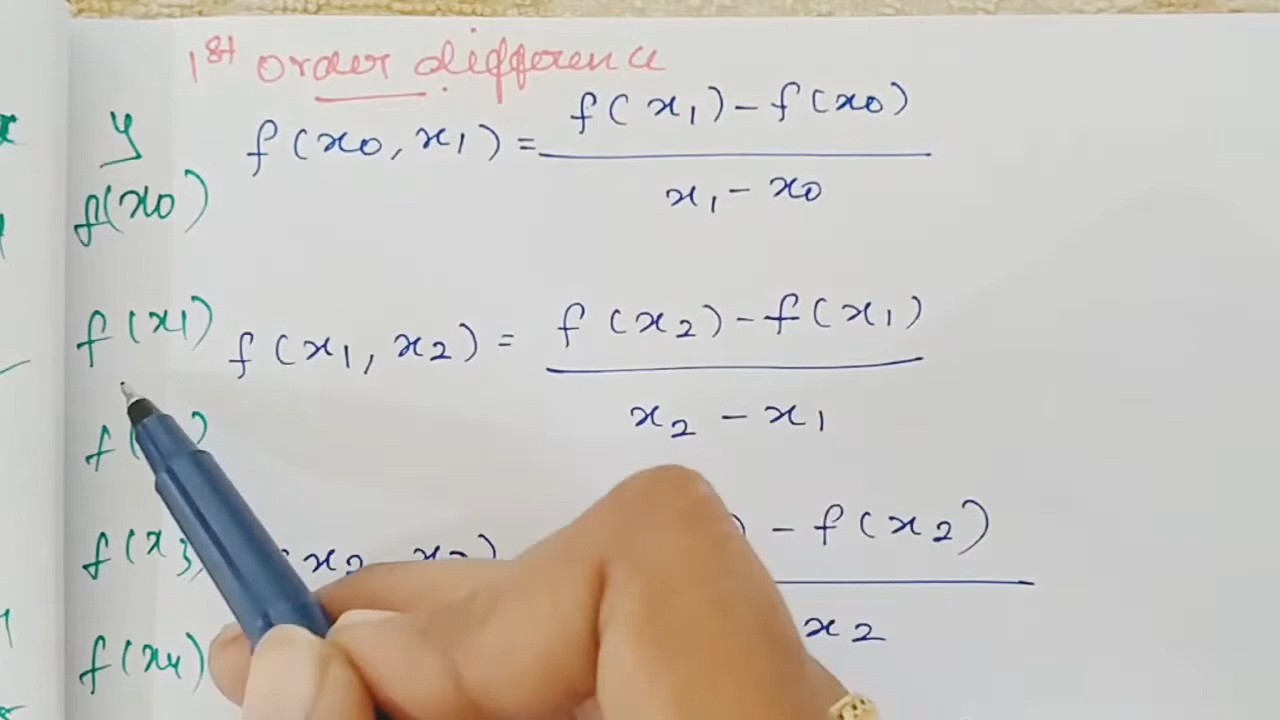 1st order difference
y
f(x0)
f(x0, x1) = f(x1) - f(x0)
x1 - x0
f(x1)
f(x1, x2) = f(x2) - f(x1)
x2 - x1
f(x3)
- f(x2)
x2
f(x4)